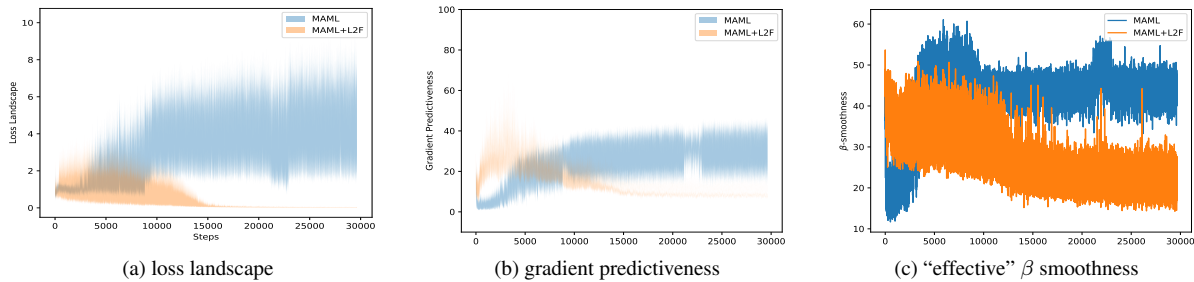 10
8
6
4
2
0
Loss Landscape
MAML
MAML+L2F
0 5000 10000 15000 20000 25000 30000
Steps
(a) loss landscape
100
80
60
40
20
0
Gradient Predictiveness
MAML
MAML+L2F
0 5000 10000 15000 20000 25000 30000
(b) gradient predictiveness
60
50
40
30
20
10
β-smoothness
MAML
MAML+L2F
0 5000 10000 15000 20000 25000 30000
(c) “effective” β smoothness